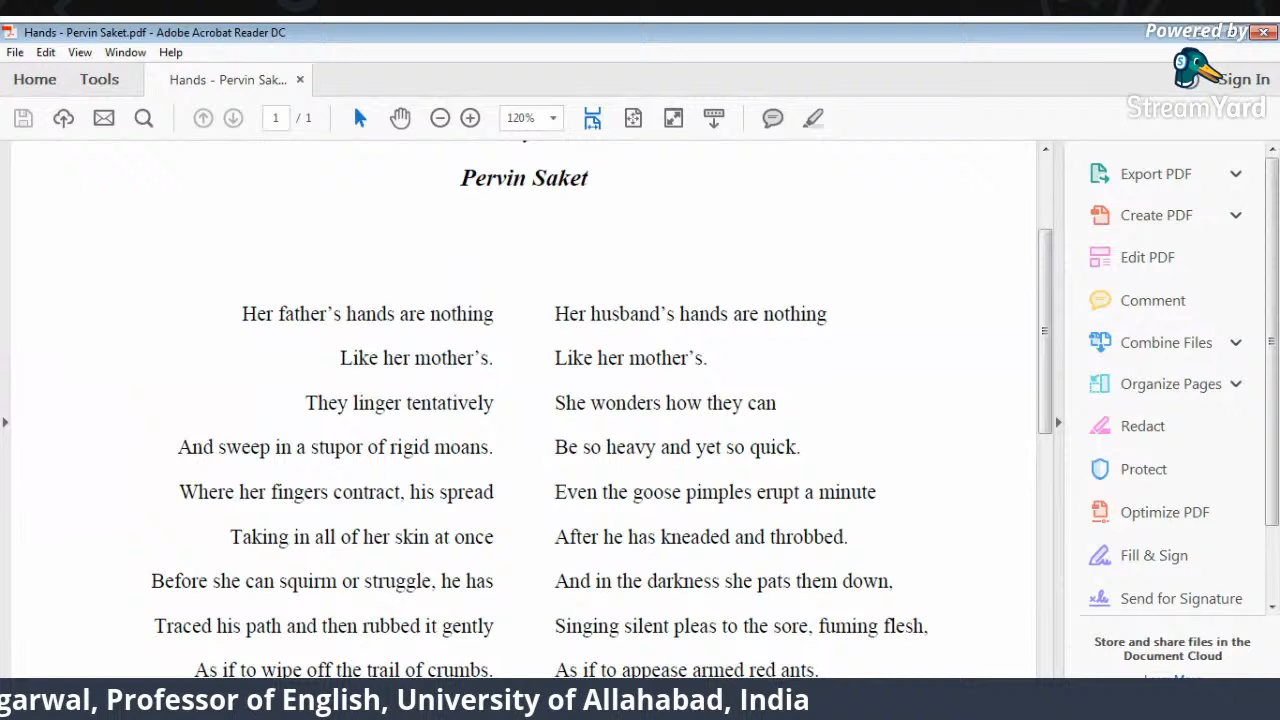 Hands - Pervin Saket.pdf - Adobe Acrobat Reader DC
Powered by
File Edit View Window Help
Home Tools Hands - Pervin Sak... × Sign In
StreamYard
1 / 1 120%
Pervin Saket
Her father's hands are nothing
Like her mother's.
They linger tentatively
And sweep in a stupor of rigid moans.
Where her fingers contract, his spread
Taking in all of her skin at once
Before she can squirm or struggle, he has
Traced his path and then rubbed it gently
As if to wipe off the trail of crumbs.
Her husband's hands are nothing
Like her mother's.
She wonders how they can
Be so heavy and yet so quick.
Even the goose pimples erupt a minute
After he has kneaded and throbbed.
And in the darkness she pats them down,
Singing silent pleas to the sore, fuming flesh,
As if to appease armed red ants.
Export PDF
Create PDF
Edit PDF
Comment
Combine Files
Organize Pages
Redact
Protect
Optimize PDF
Fill & Sign
Send for Signature
Store and share files in the
Document Cloud
garwal, Professor of English, University of Allahabad, India